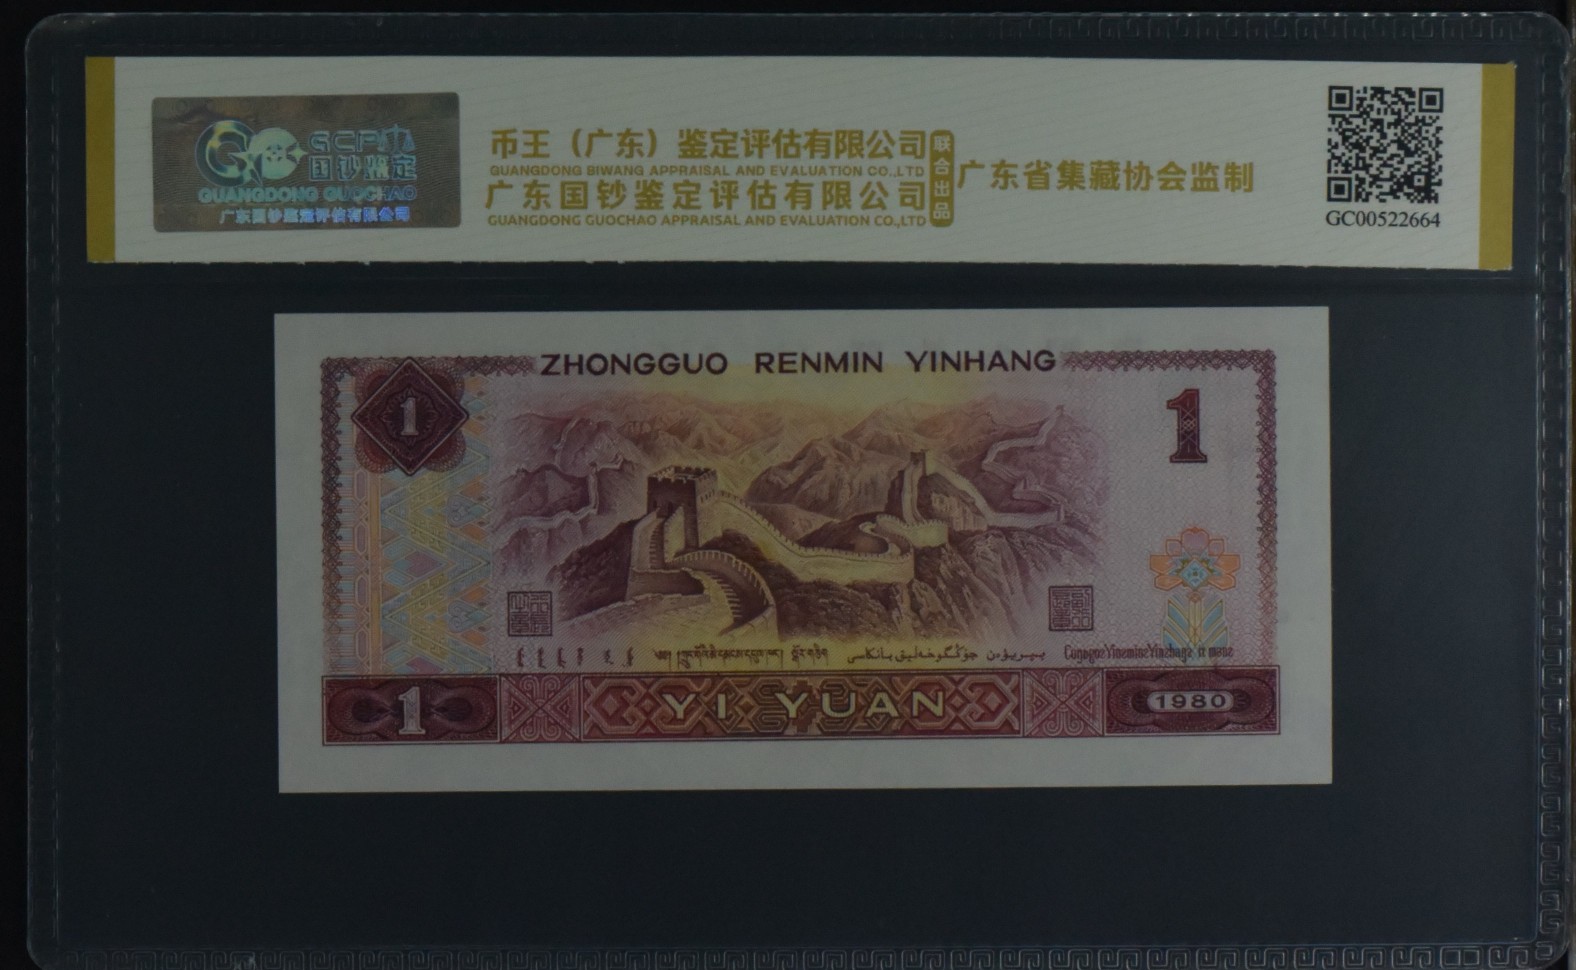 GCP
国钞鉴定
GUANGDONG GUOCHAO
广东国钞鉴定评估有限公司
币王（广东）鉴定评估有限公司
GUANGDONG BIWANG APPRAISAL AND EVALUATION CO.,LTD
广东国钞鉴定评估有限公司
GUANGDONG GUOCHAO APPRAISAL AND EVALUATION CO.,LTD
联合出品
广东省集藏协会监制
GC00522664
ZHONGGUO RENMIN YINHANG
1
1
YI YUAN
1
1980